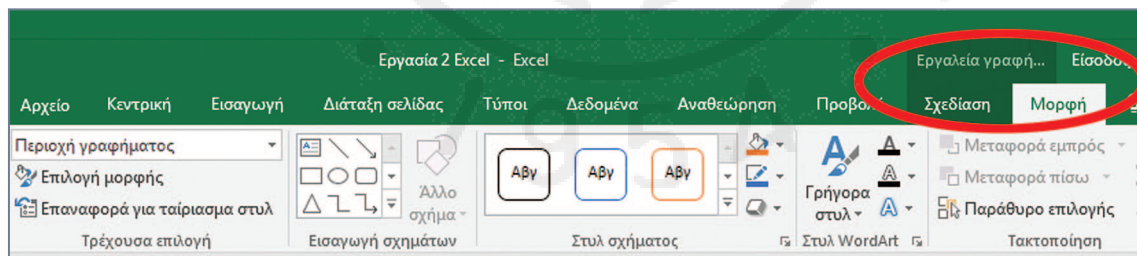 Εργασία 2 Excel - Excel
Εργαλεία γραφή...
Αρχείο Κεντρική Εισαγωγή Διάταξη σελίδας Τύποι Δεδομένα Αναθεώρηση Σχεδίαση Μορφή
Περιοχή γραφήματος
Επιλογή μορφής
Επαναφορά για ταίριασμα στυλ
Τρέχουσα επιλογή
Άλλο
σχήμα
Εισαγωγή σχημάτων
Αβγ Αβγ Αβγ
Στυλ σχήματος
Γρήγορα
στυλ
Στυλ WordArt
Μεταφορά εμπρός
Μεταφορά πίσω
Παράθυρο επιλογής
Τακτοποίηση